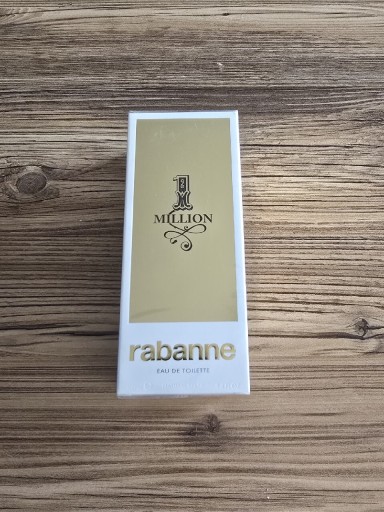 1
MILLION
rabanne
EAU DE TOILETTE